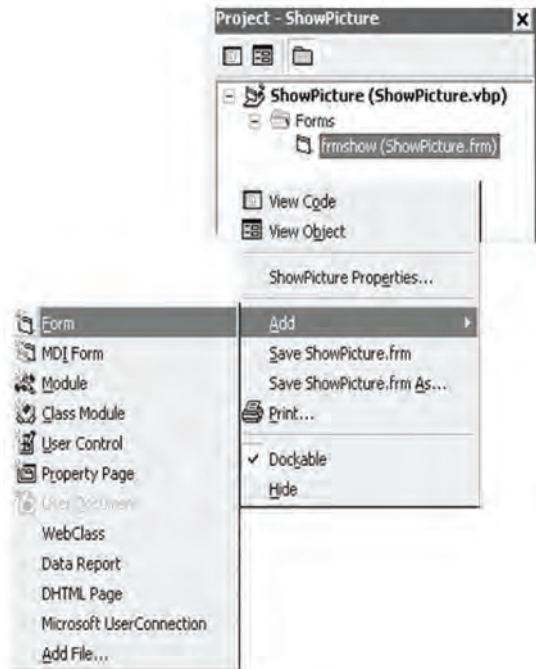 Project - ShowPicture
ShowPicture (ShowPicture.vbp)
Forms
frmshow (ShowPicture.frm)
View Code
View Object
ShowPicture Properties...
Add
Save ShowPicture.frm
Save ShowPicture.frm As...
Print...
Dockable
Hide
Form
MDI Form
Module
Class Module
User Control
Property Page
User Document
WebClass
Data Report
DHTML Page
Microsoft UserConnection
Add File...